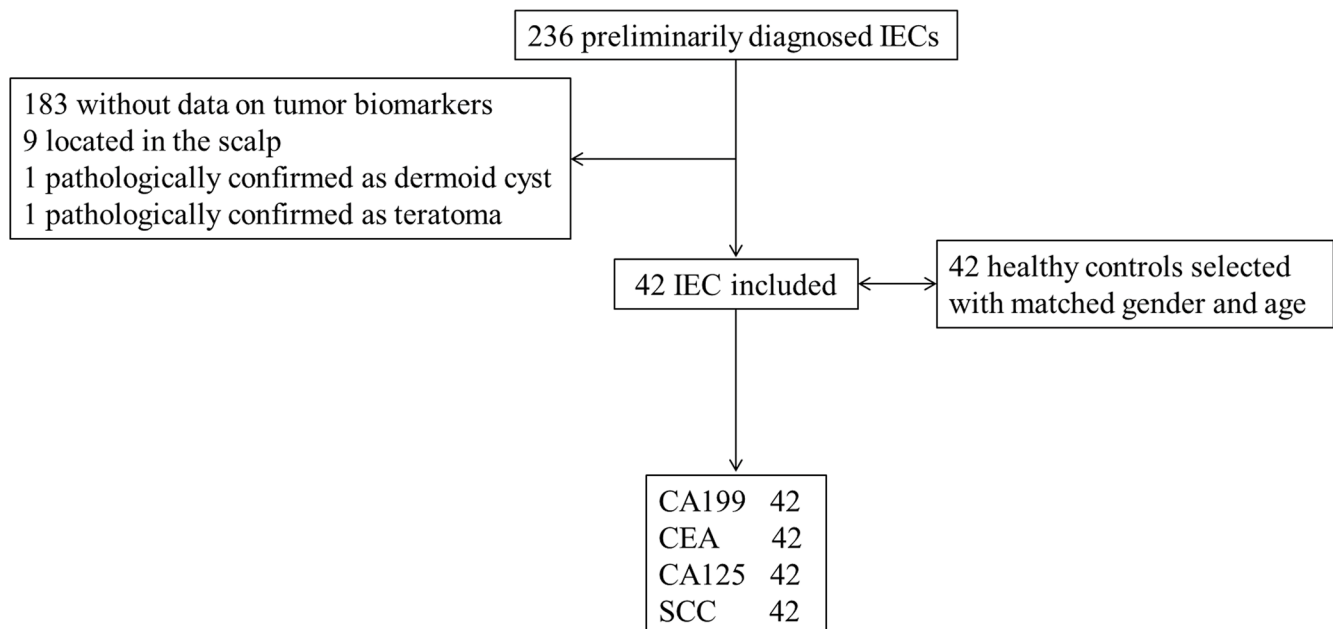 236 preliminarily diagnosed IECs
183 without data on tumor biomarkers
9 located in the scalp
1 pathologically confirmed as dermoid cyst
1 pathologically confirmed as teratoma
42 IEC included
42 healthy controls selected
with matched gender and age
CA199 42
CEA 42
CA125 42
SCC 42